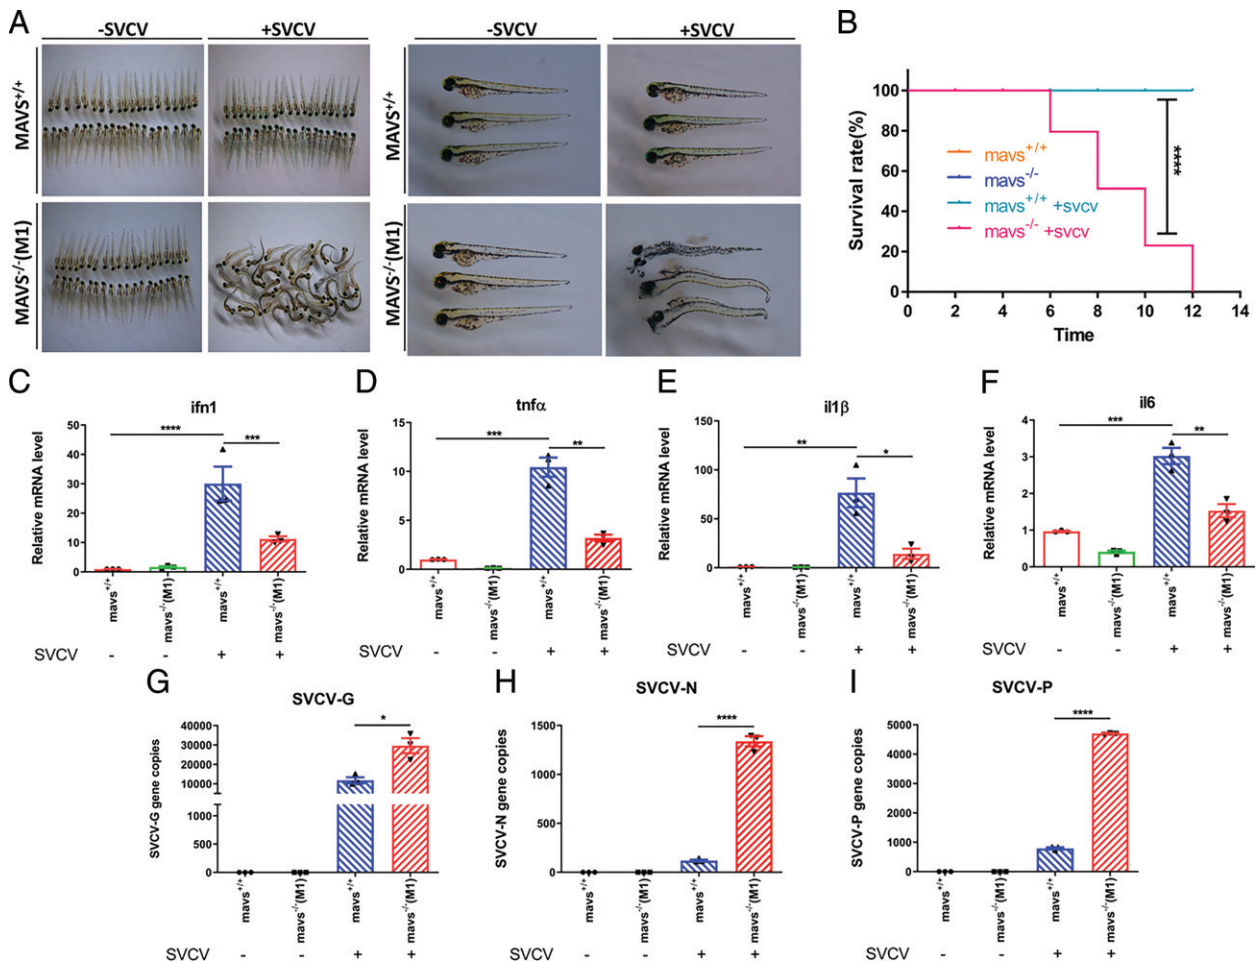 A
-SVCV
+SVCV
-SVCV
+SVCV
MAVS+/+
MAVS-/-(M1)
MAVS+/+
MAVS-/-(M1)
B
Survival rate(%)
100
80
60
40
20
0
0 2 4 6 8 10 12 14
Time
mavs+/+
mavs-/-
mavs+/+ +svcv
mavs-/- +svcv
****
C
ifn1
Relative mRNA level
50
40
30
20
10
0
****
***
mavs+/+
mavs-/-(M1)
mavs+/+
mavs-/-(M1)
SVCV - - + +
D
tnfα
Relative mRNA level
15
10
5
0
***
**
mavs+/+
mavs-/-(M1)
mavs+/+
mavs-/-(M1)
SVCV - - + +
E
il1β
Relative mRNA level
150
100
50
0
**
*
mavs+/+
mavs-/-(M1)
mavs+/+
mavs-/-(M1)
SVCV - - + +
F
il6
Relative mRNA level
4
3
2
1
0
***
**
mavs+/+
mavs-/-(M1)
mavs+/+
mavs-/-(M1)
SVCV - - + +
G
SVCV-G
SVCV-G gene copies
40000
30000
20000
10000
1000
500
0
*
mavs+/+
mavs-/-(M1)
mavs+/+
mavs-/-(M1)
SVCV - - + +
H
SVCV-N
SVCV-N gene copies
1500
1000
500
0
****
mavs+/+
mavs-/-(M1)
mavs+/+
mavs-/-(M1)
SVCV - - + +
I
SVCV-P
SVCV-P gene copies
5000
4000
3000
2000
1000
0
****
mavs+/+
mavs-/-(M1)
mavs+/+
mavs-/-(M1)
SVCV - - + +